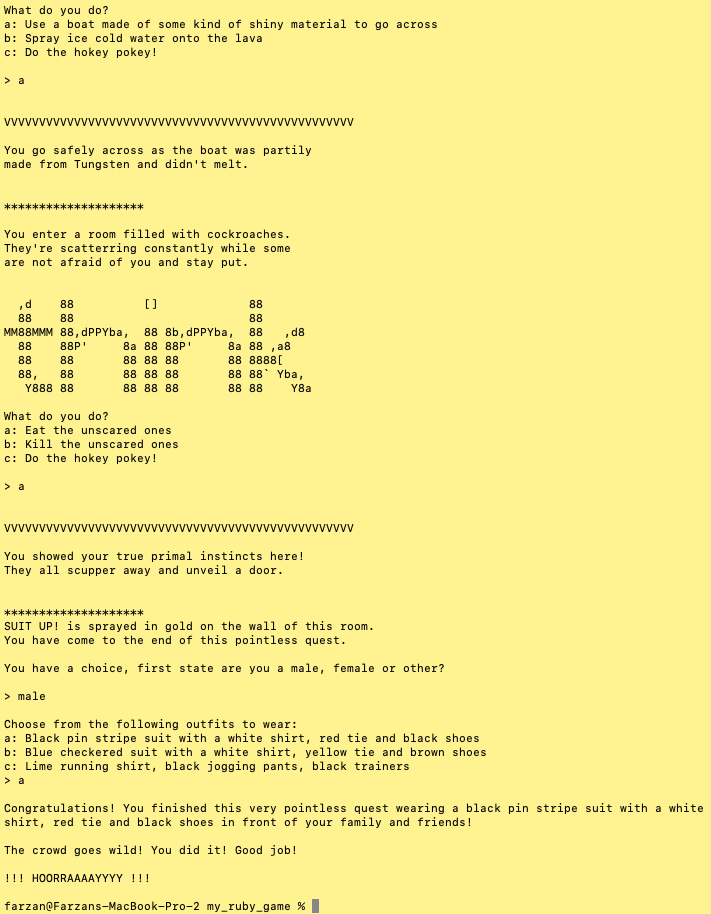 What do you do?
a: Use a boat made of some kind of shiny material to go across
b: Spray ice cold water onto the lava
c: Do the hokey pokey!
> a
VVVVVVVVVVVVVVVVVVVVVVVVVVVVVVVVVVVVVVVVVVVVVVVVVV
You go safely across as the boat was partily
made from Tungsten and didn't melt.
********************
You enter a room filled with cockroaches.
They're scatterring constantly while some
are not afraid of you and stay put.
  ,d    88          []             88
  88    88                         88
MM88MMM 88,dPPYba,  88 8b,dPPYba,  88   ,d8
  88    88P'     8a 88 88P'     8a 88 ,a8
  88    88       88 88 88       88 8888[
  88,   88       88 88 88       88 88` Yba,
   Y888 88       88 88 88       88 88    Y8a
What do you do?
a: Eat the unscared ones
b: Kill the unscared ones
c: Do the hokey pokey!
> a
VVVVVVVVVVVVVVVVVVVVVVVVVVVVVVVVVVVVVVVVVVVVVVVVVV
You showed your true primal instincts here!
They all scupper away and unveil a door.
********************
SUIT UP! is sprayed in gold on the wall of this room.
You have come to the end of this pointless quest.
You have a choice, first state are you a male, female or other?
> male
Choose from the following outfits to wear:
a: Black pin stripe suit with a white shirt, red tie and black shoes
b: Blue checkered suit with a white shirt, yellow tie and brown shoes
c: Lime running shirt, black jogging pants, black trainers
> a
Congratulations! You finished this very pointless quest wearing a black pin stripe suit with a white
shirt, red tie and black shoes in front of your family and friends!
The crowd goes wild! You did it! Good job!
!!! HOORRAAAAYYYY !!!
farzan@Farzans-MacBook-Pro-2 my_ruby_game %